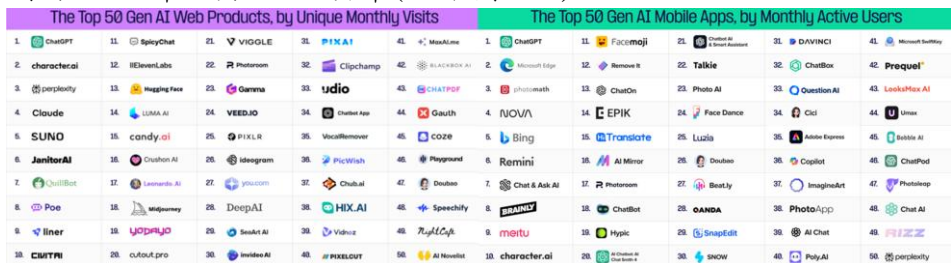 The Top 50 Gen AI Web Products, by Unique Monthly Visits
1. ChatGPT
2. character.ai
3. perplexity
4. Claude
5. SUNO
6. JanitorAI
7. QuillBot
8. Poe
9. liner
10. CIVITAI
11. SpicyChat
12. IIElevenLabs
13. Hugging Face
14. LUMA AI
15. candy.ai
16. Crushon AI
17. Leonardo.AI
18. Midjourney
19. YODAYO
20. cutout.pro
21. VIGGLE
22. Photoroom
23. Gamma
24. VEED.IO
25. PIXLR
26. ideogram
27. you.com
28. DeepAI
29. SeaArt AI
30. invideo AI
31. PIXAI
32. Clipchamp
33. udio
34. Chatbot App
35. VocalRemover
36. PicWish
37. Chub.ai
38. HIX.AI
39. Vidnoz
40. PIXELCUT
41. MaxAI.me
42. BLACKBOX AI
43. CHATPDF
44. Gauth
45. coze
46. Playground
47. Doubao
48. Speechify
49. NightCafe
50. AI Novelist
The Top 50 Gen AI Mobile Apps, by Monthly Active Users
1. ChatGPT
2. Microsoft Edge
3. photomath
4. NOVA
5. Bing
6. Remini
7. Chat & Ask AI
8. BRAINLY
9. meitu
10. character.ai
11. Facemoji
12. Remove It
13. ChatOn
14. EPIK
15. iTranslate
16. AI Mirror
17. Photoroom
18. ChatBot
19. Hypic
20. AI Chatbot: AI
Chat Smith 4
21. Chatbot AI
& Smart Assistant
22. Talkie
23. Photo AI
24. Face Dance
25. Luzia
26. Doubao
27. Beat.ly
28. OANDA
29. SnapEdit
30. SNOW
31. DAVINCI
32. ChatBox
33. Question AI
34. Cici
35. Adobe Express
36. Copilot
37. ImagineArt
38. PhotoApp
39. AI Chat
40. Poly.AI
41. Microsoft SwiftKey
42. Prequel
43. LooksMax AI
44. Umax
45. Bobble AI
46. ChatPod
47. Photoleap
48. Chat AI
49. RIZZ
50. perplexity